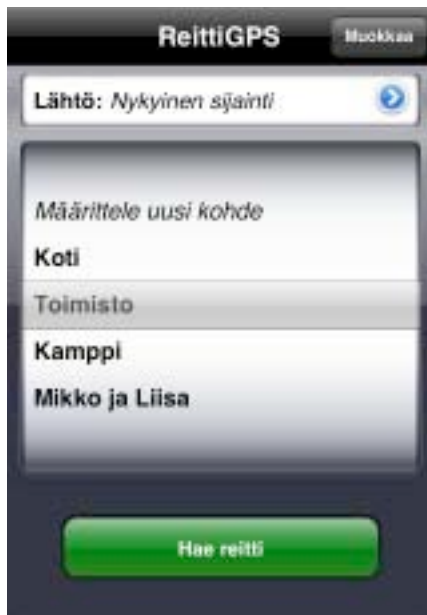 ReittiGPS
Muokkaa
Lähtö: Nykyinen sijainti
Määrittele uusi kohde
Koti
Toimisto
Kamppi
Mikko ja Liisa
Hae reitti